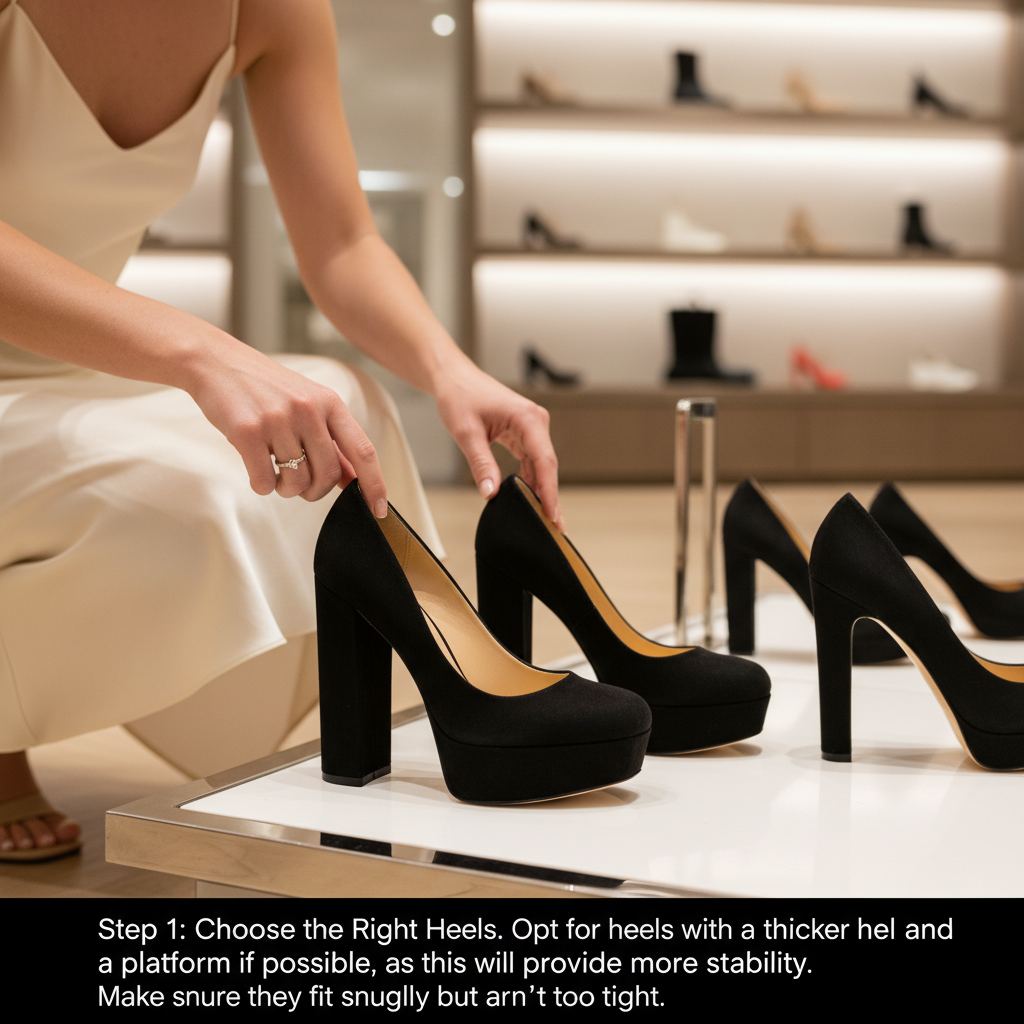 Step 1: Choose the Right Heels. Opt for heels with a thicker hel and
a platform if possible, as this will provide more stability.
Make snure they fit snuglly but arn't too tight.